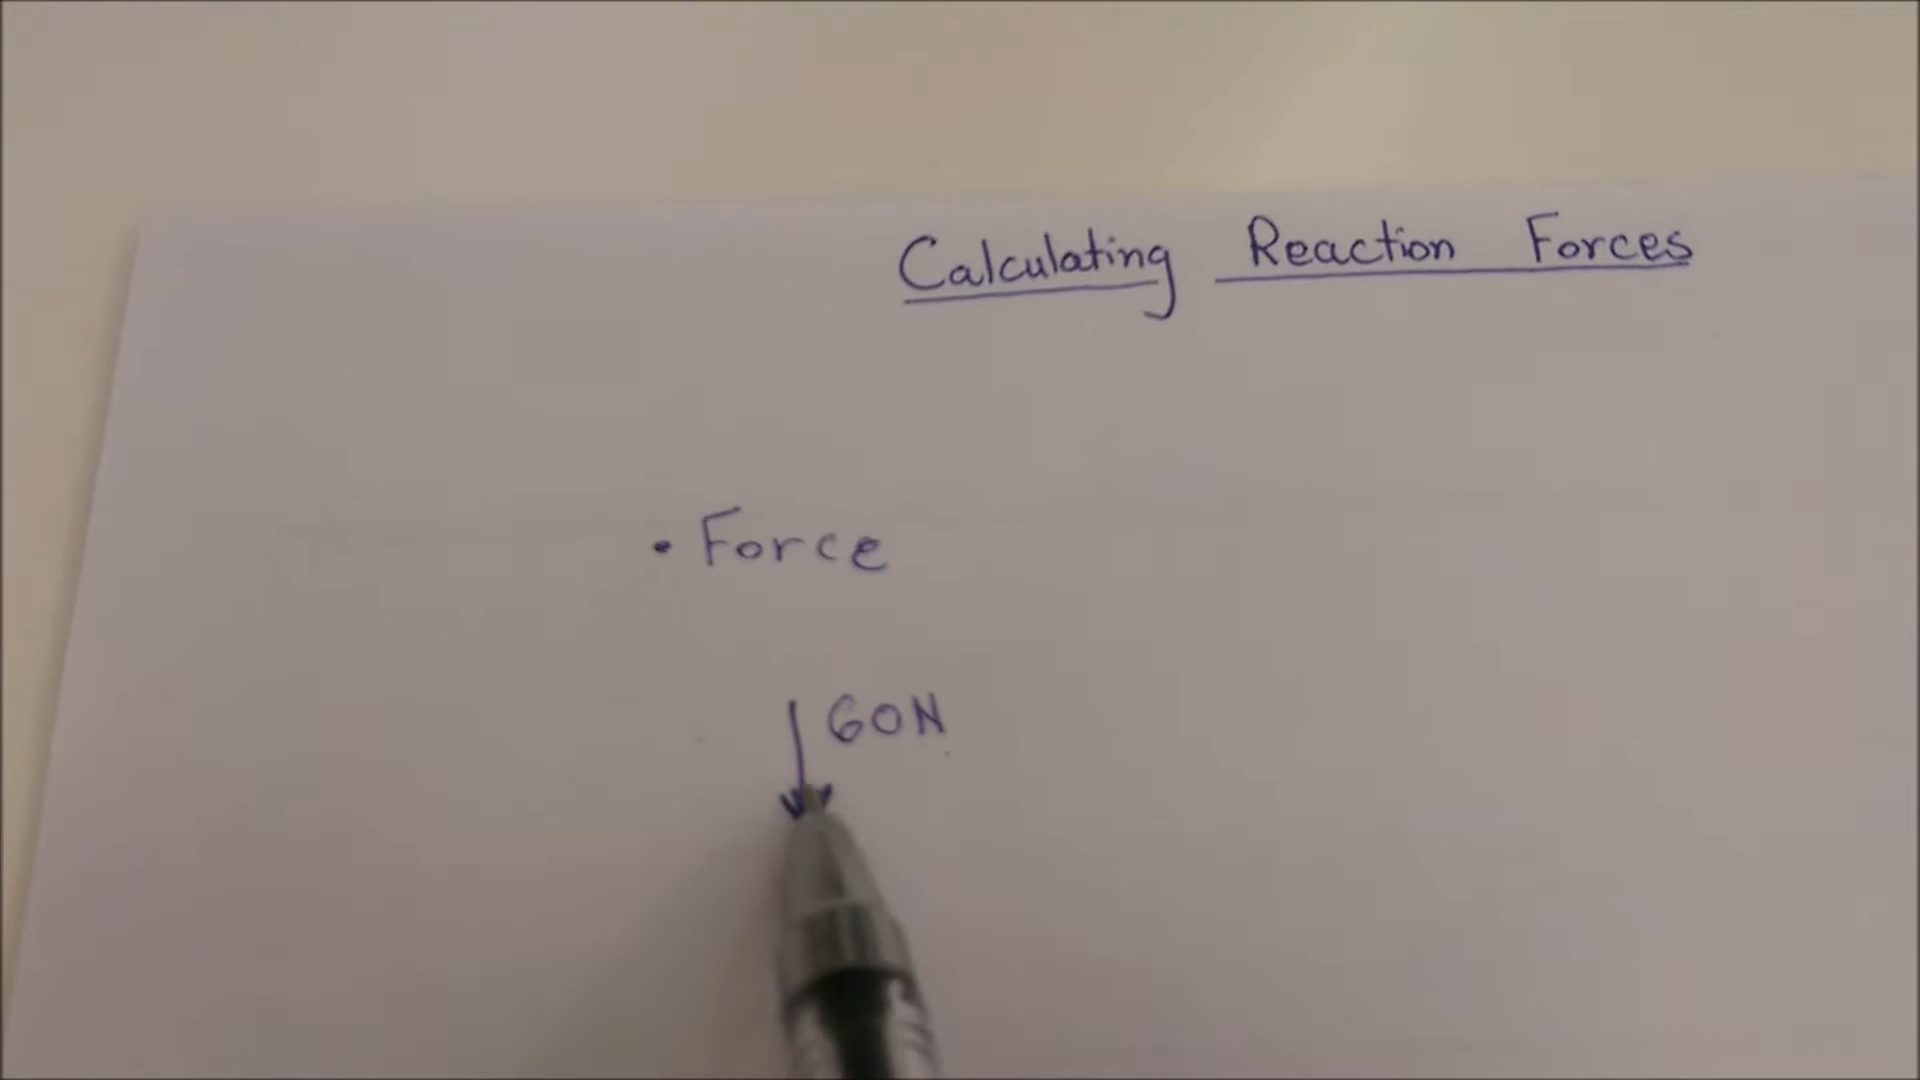 Calculating Reaction Forces
• Force
60N